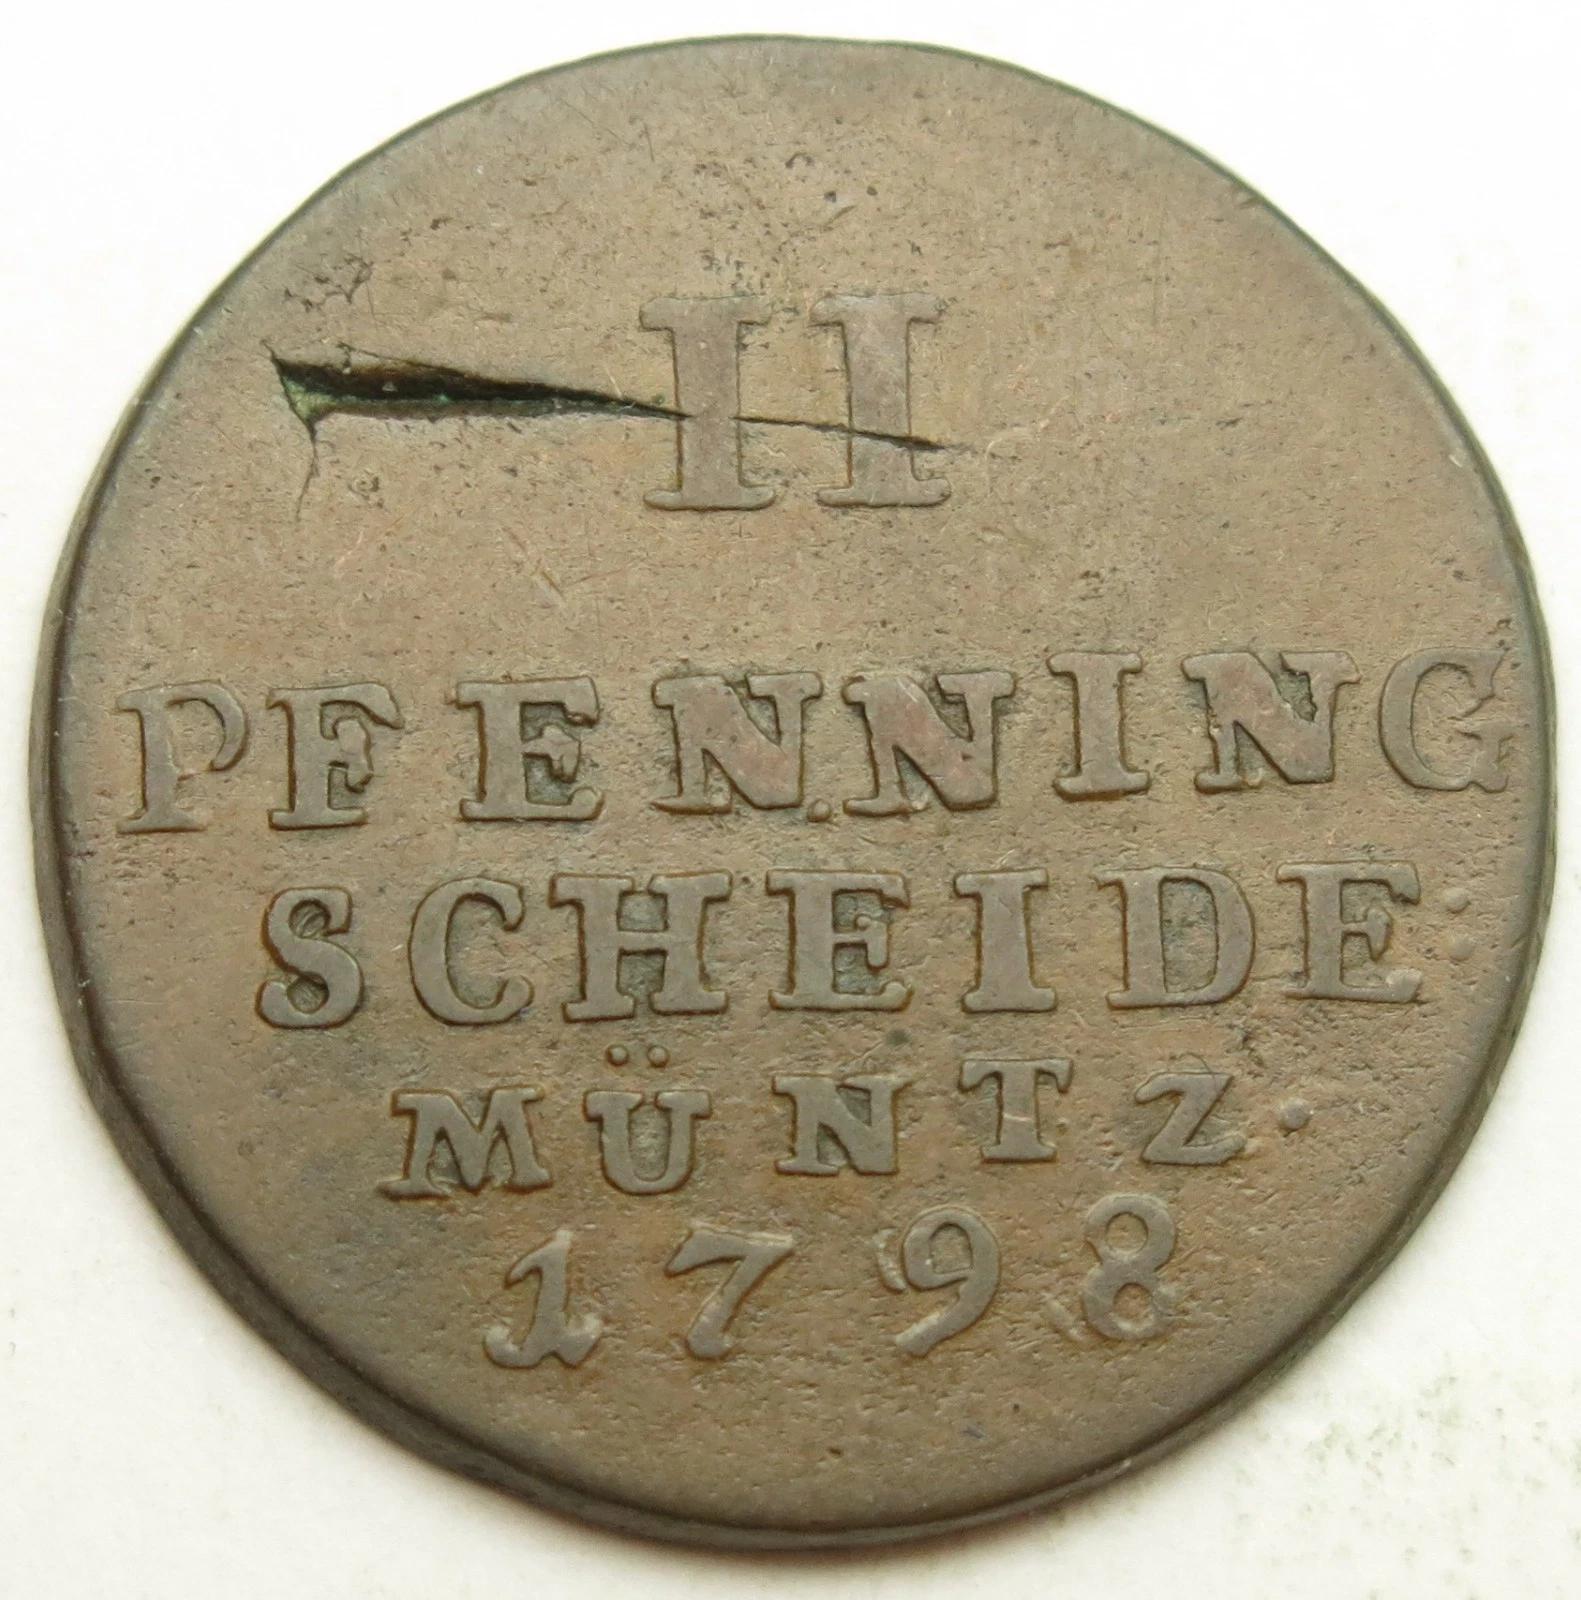 II
PFENNING
SCHEIDE:
MÜNTZ.
1798